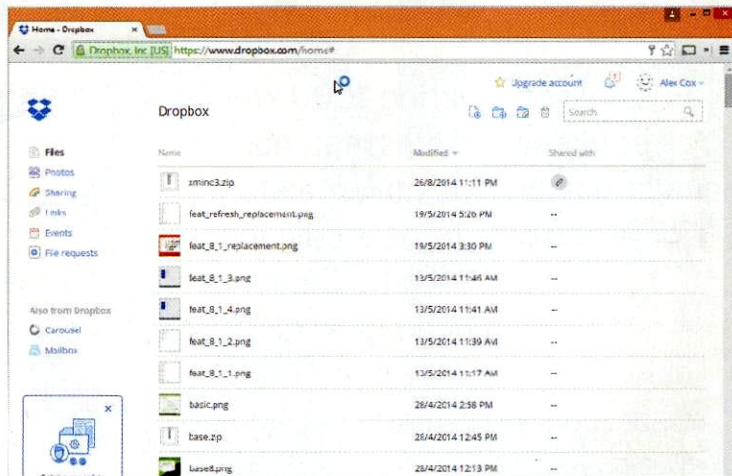 Home - Dropbox
Dropbox, Inc [US] https://www.dropbox.com/home#
Upgrade account
Alex Cox
Dropbox
Search
Files
Photos
Sharing
Links
Events
File requests
Also from Dropbox
Carousel
Mailbox
Name Modified Shared with
xminc3.zip 26/8/2014 11:11 PM
feat_refresh_replacement.png 19/5/2014 5:26 PM --
feat_8_1_replacement.png 19/5/2014 3:30 PM --
feat_8_1_3.png 13/5/2014 11:46 AM --
feat_8_1_4.png 13/5/2014 11:41 AM --
feat_8_1_2.png 13/5/2014 11:39 AM --
feat_8_1_1.png 13/5/2014 11:17 AM --
basic.png 28/4/2014 2:58 PM --
base.zip 28/4/2014 12:45 PM --
base8.png 28/4/2014 12:13 PM --